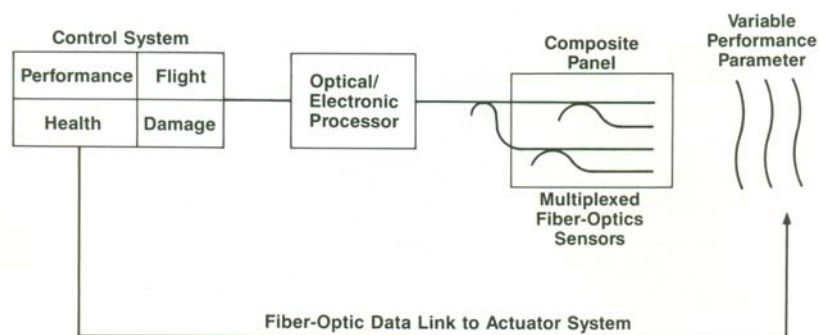 Control System
Performance
Flight
Health
Damage
Optical/
Electronic
Processor
Composite
Panel
Multiplexed
Fiber-Optics
Sensors
Variable
Performance
Parameter
Fiber-Optic Data Link to Actuator System